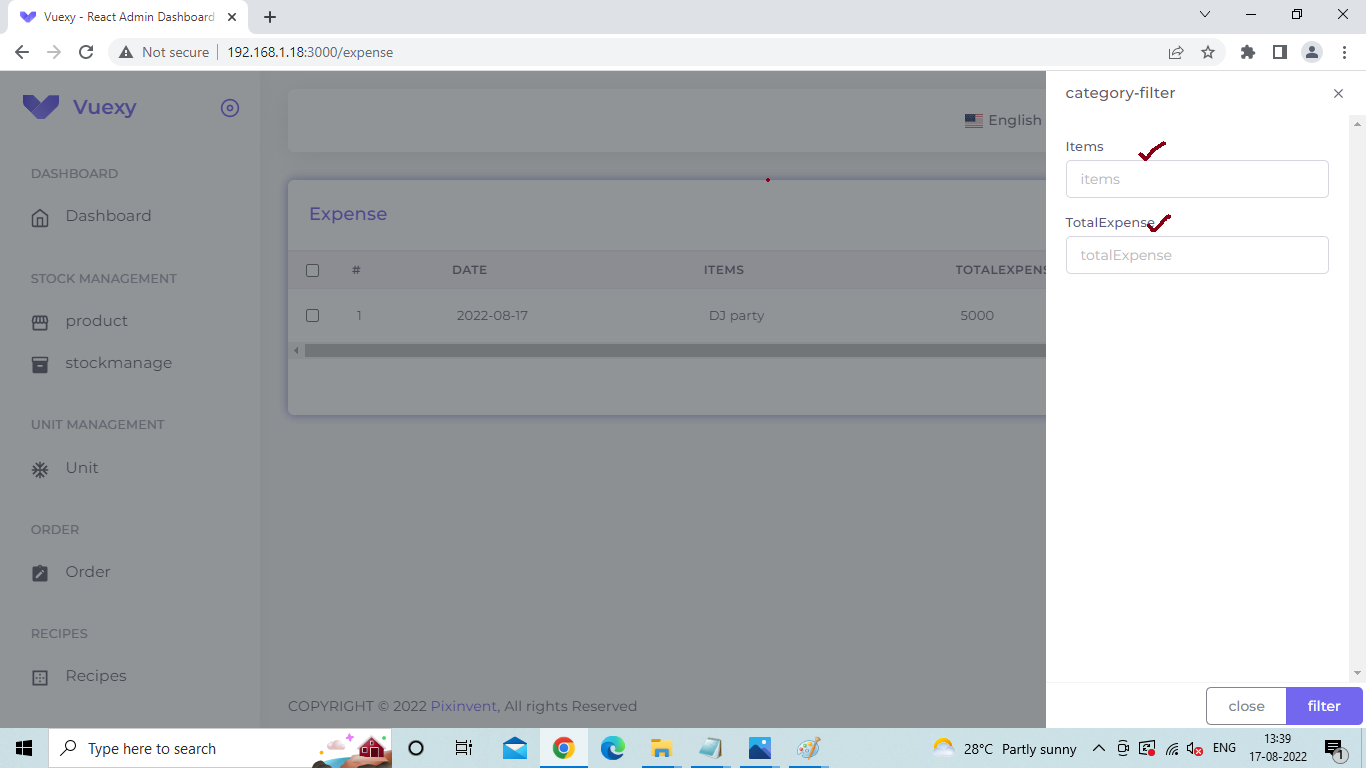 Vuexy - React Admin Dashboard
Not secure
192.168.1.18:3000/expense
Vuexy
DASHBOARD
Dashboard
STOCK MANAGEMENT
product
stockmanage
UNIT MANAGEMENT
Unit
ORDER
Order
RECIPES
Recipes
English
Expense
# DATE ITEMS TOTALEXPENS
1 2022-08-17 DJ party 5000
COPYRIGHT © 2022 Pixinvent, All rights Reserved
category-filter
Items
items
TotalExpense
totalExpense
close
filter
Type here to search
28°C Partly sunny
ENG
13:39
17-08-2022
1